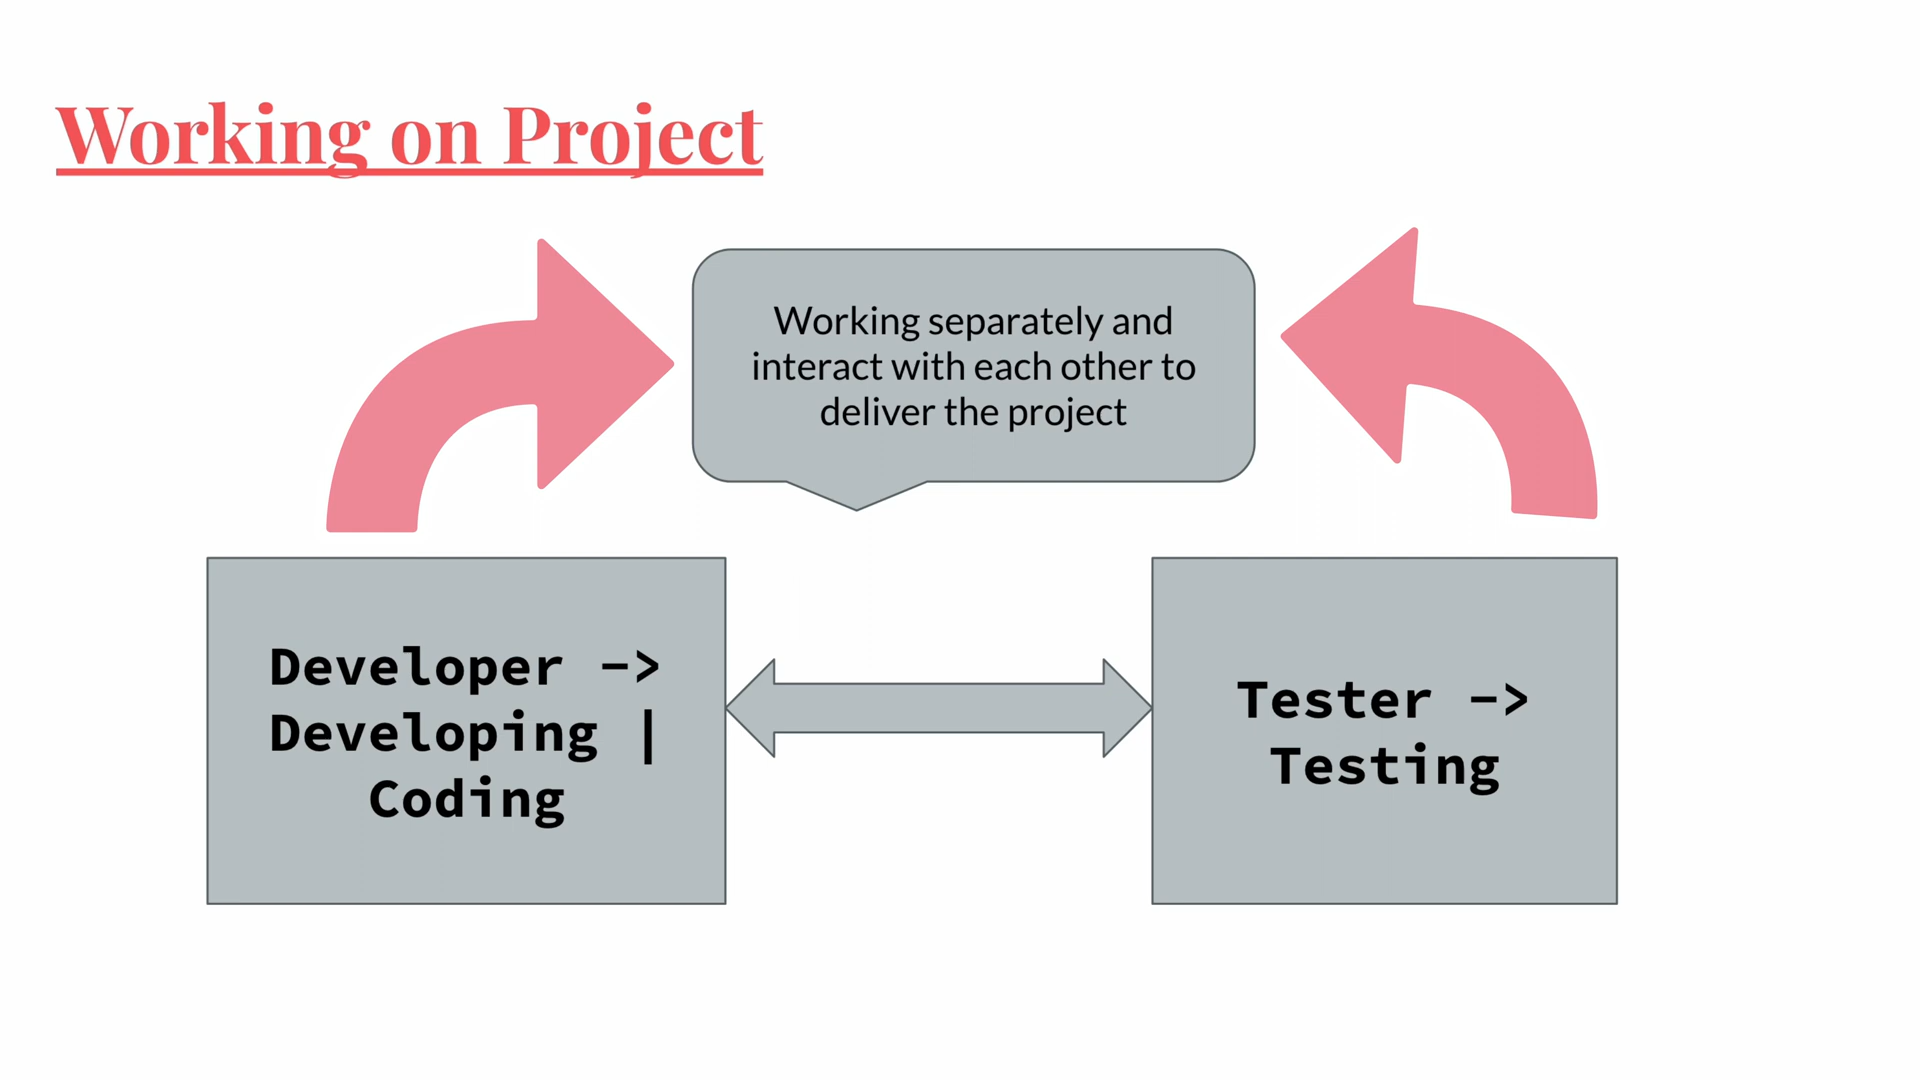 Working on Project
Working separately and
interact with each other to
deliver the project
Developer ->
Developing |
Coding
Tester ->
Testing